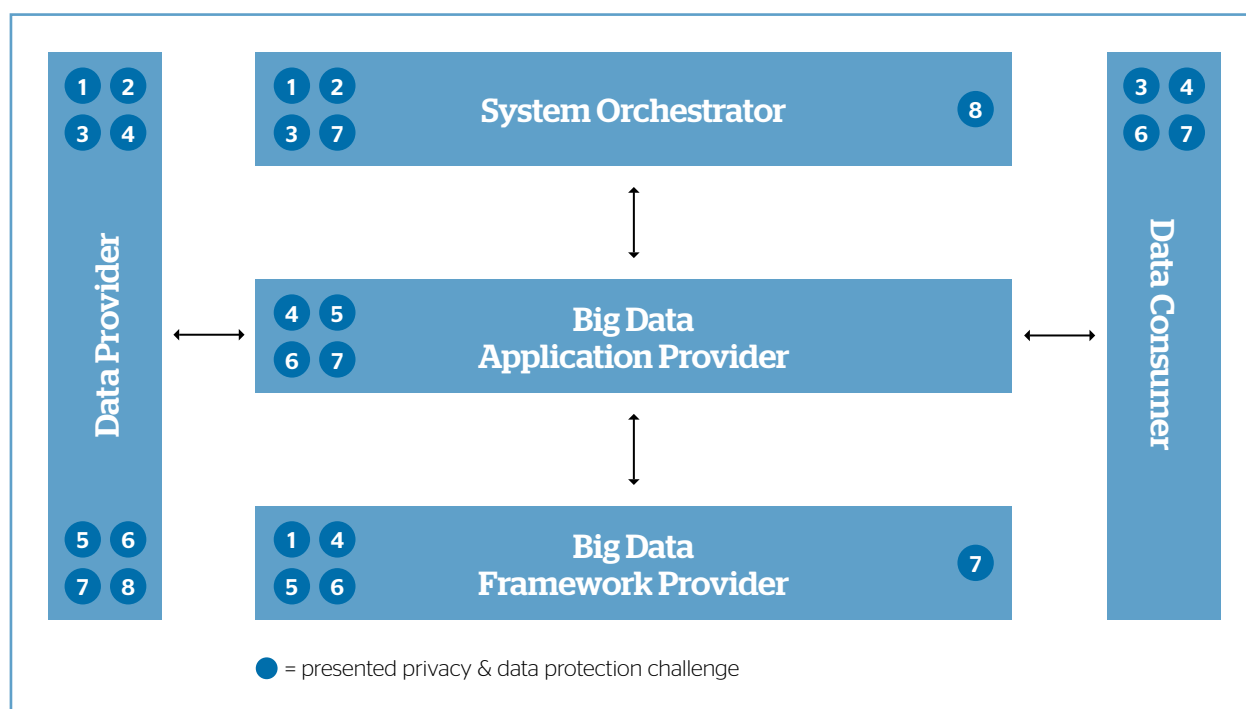 1 2
3 4
Data Provider
5 6
7 8
1 2
3 7
System Orchestrator
8
4 5
6 7
Big Data
Application Provider
1 4
5 6
Big Data
Framework Provider
7
3 4
6 7
Data Consumer
= presented privacy & data protection challenge